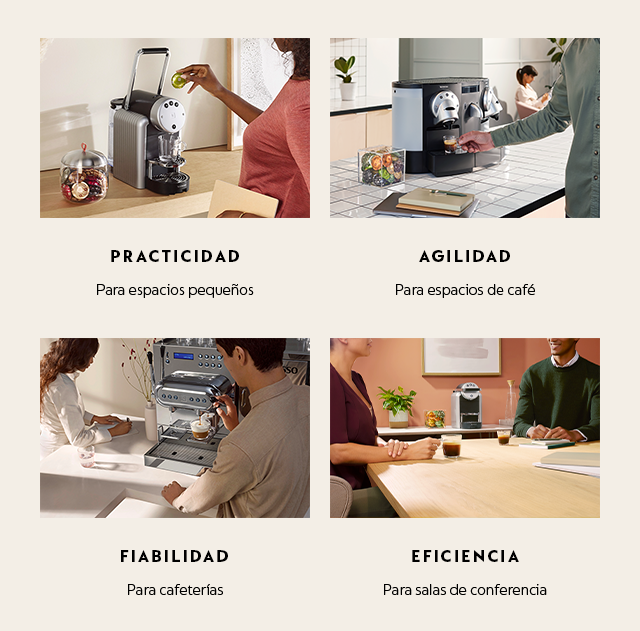 PRACTICIDAD
Para espacios pequeños
AGILIDAD
Para espacios de café
FIABILIDAD
Para cafeterías
EFICIENCIA
Para salas de conferencia